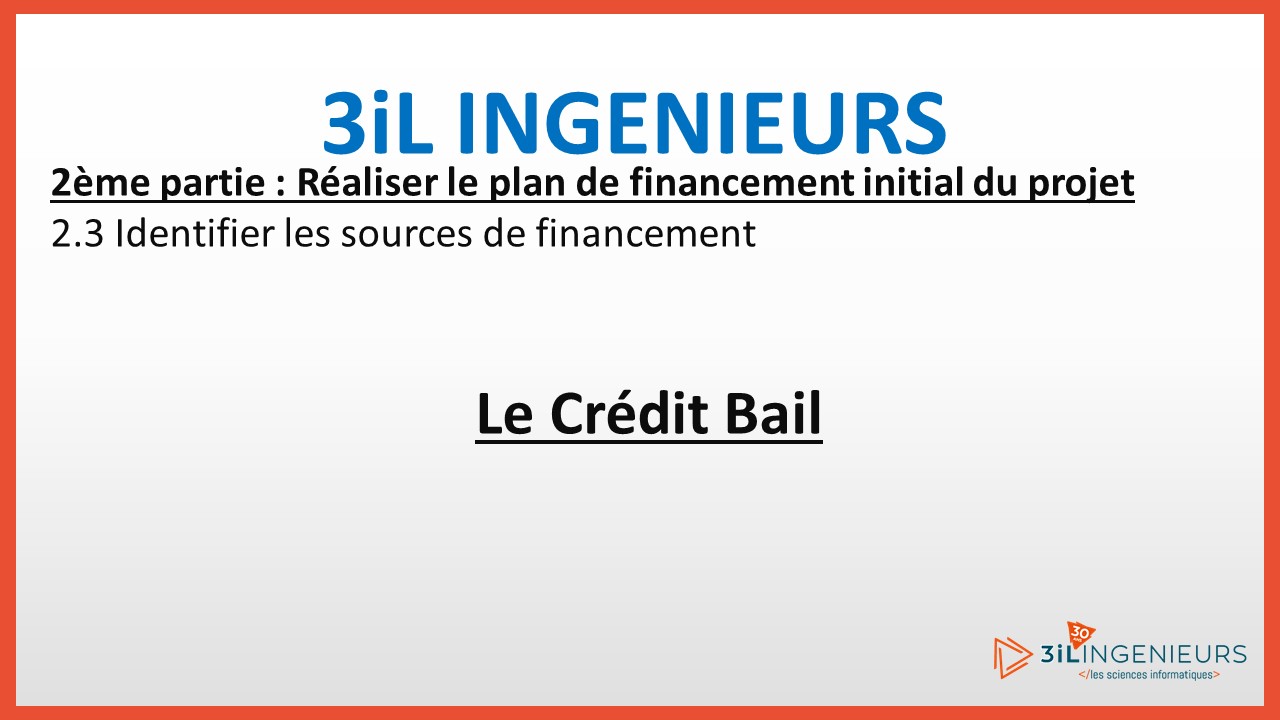 3iL INGENIEURS
2ème partie : Réaliser le plan de financement initial du projet
2.3 Identifier les sources de financement
Le Crédit Bail
30
3iLINGENIEURS
</les sciences informatiques>